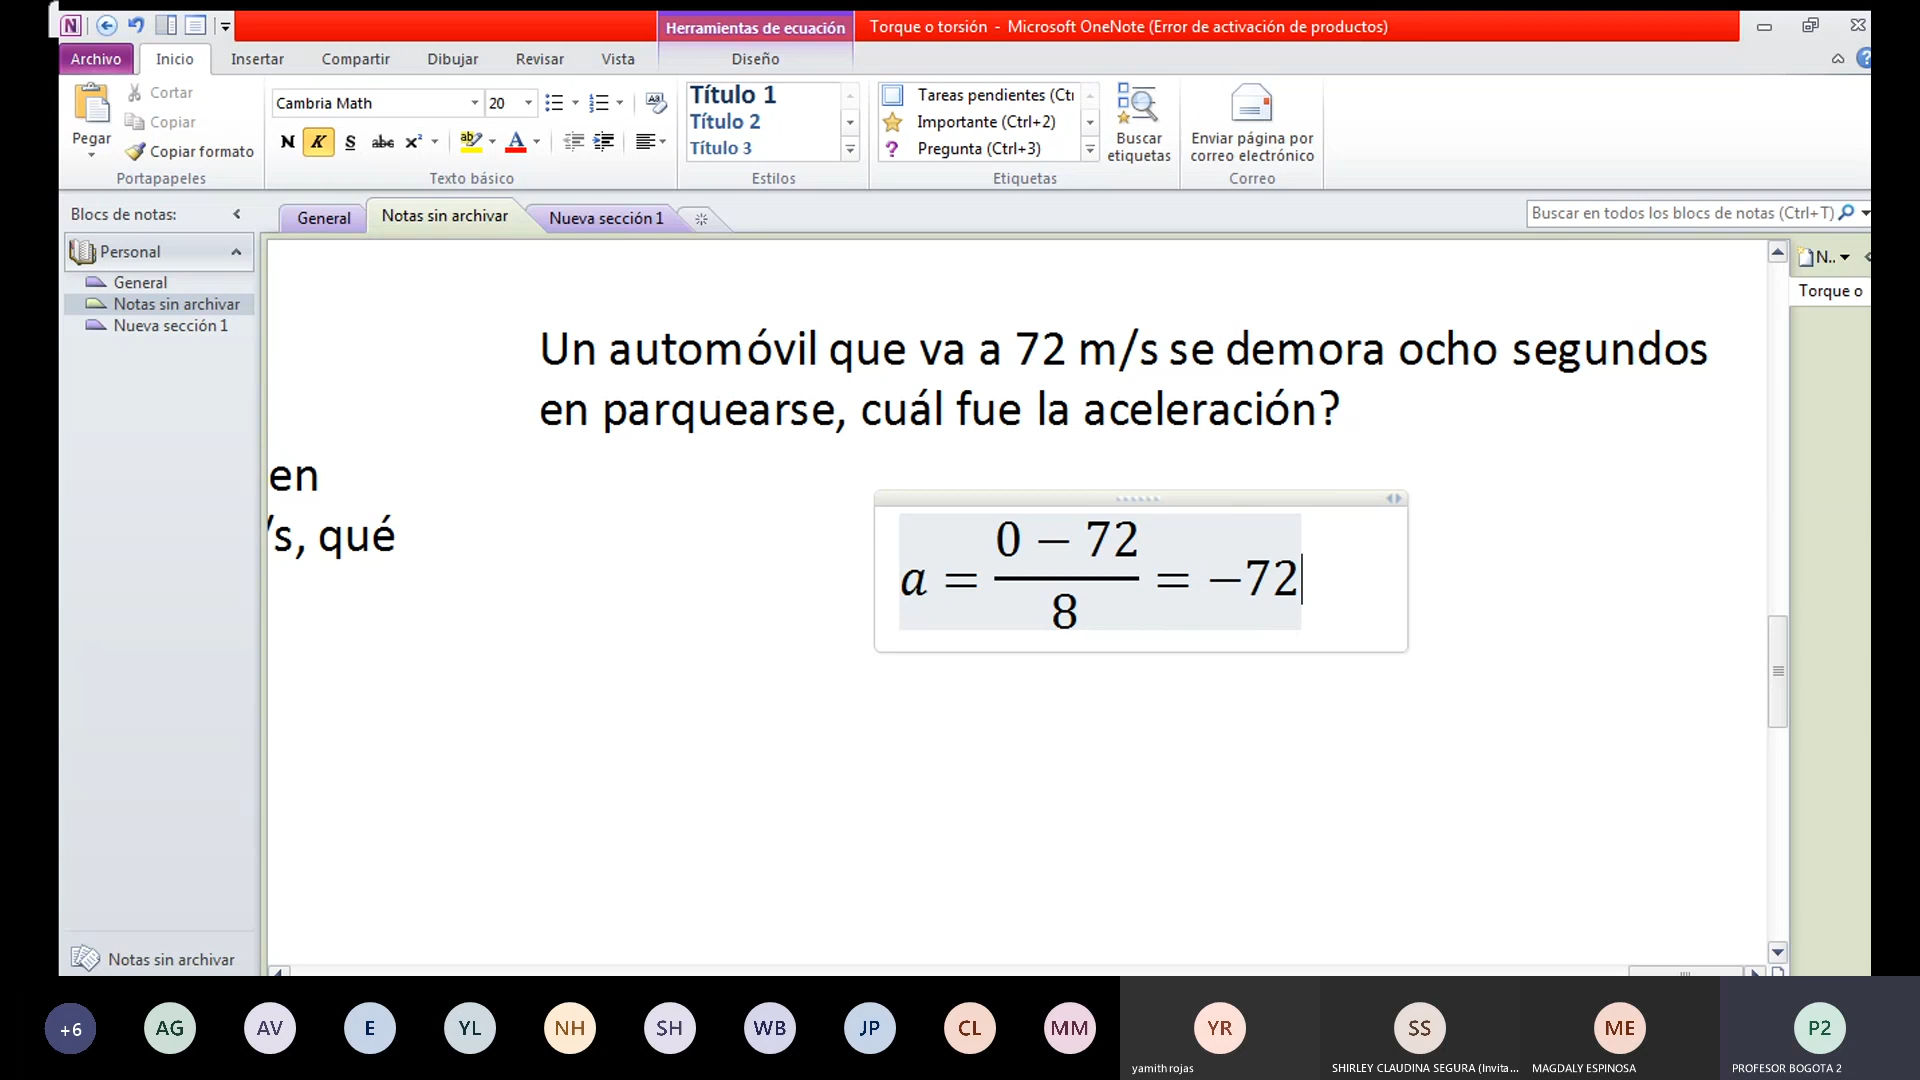 Herramientas de ecuación
Torque o torsión - Microsoft OneNote (Error de activación de productos)
Archivo
Inicio
Insertar
Compartir
Dibujar
Revisar
Vista
Diseño
Pegar
Cortar
Copiar
Copiar formato
Portapapeles
Cambria Math
20
N K S abc x²
ab A
Texto básico
Título 1
Título 2
Título 3
Estilos
Tareas pendientes (Ctr
Importante (Ctrl+2)
Pregunta (Ctrl+3)
Etiquetas
Buscar
etiquetas
Enviar página por
correo electrónico
Correo
Blocs de notas:
General
Notas sin archivar
Nueva sección 1
Buscar en todos los blocs de notas (Ctrl+T)
Personal
General
Notas sin archivar
Nueva sección 1
N..
Torque o
Un automóvil que va a 72 m/s se demora ocho segundos
en parquearse, cuál fue la aceleración?
en
/s, qué
a = (0 − 72)/8 = −72
Notas sin archivar
+6
AG
AV
E
YL
NH
SH
WB
JP
CL
MM
YR
yamith rojas
SS
SHIRLEY CLAUDINA SEGURA (Invita...
ME
MAGDALY ESPINOSA
P2
PROFESOR BOGOTA 2